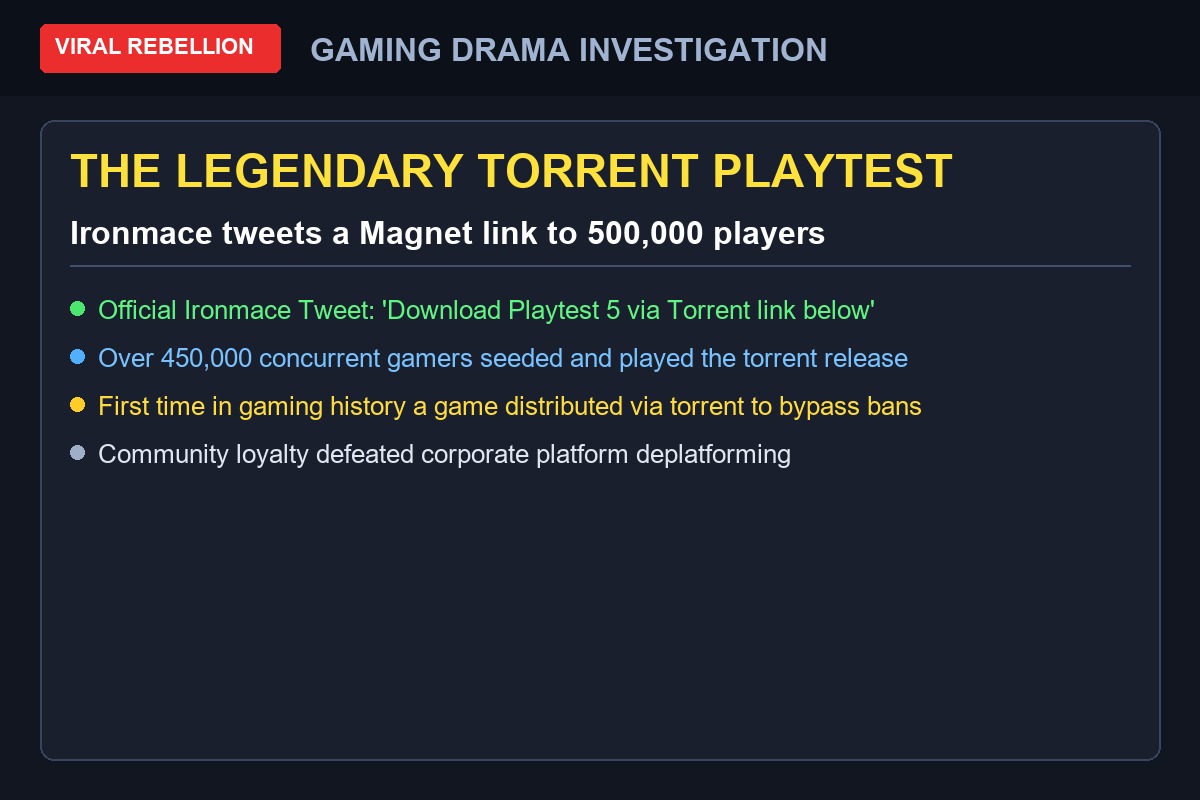 VIRAL REBELLION
GAMING DRAMA INVESTIGATION
THE LEGENDARY TORRENT PLAYTEST
Ironmace tweets a Magnet link to 500,000 players
Official Ironmace Tweet: 'Download Playtest 5 via Torrent link below'
Over 450,000 concurrent gamers seeded and played the torrent release
First time in gaming history a game distributed via torrent to bypass bans
Community loyalty defeated corporate platform deplatforming